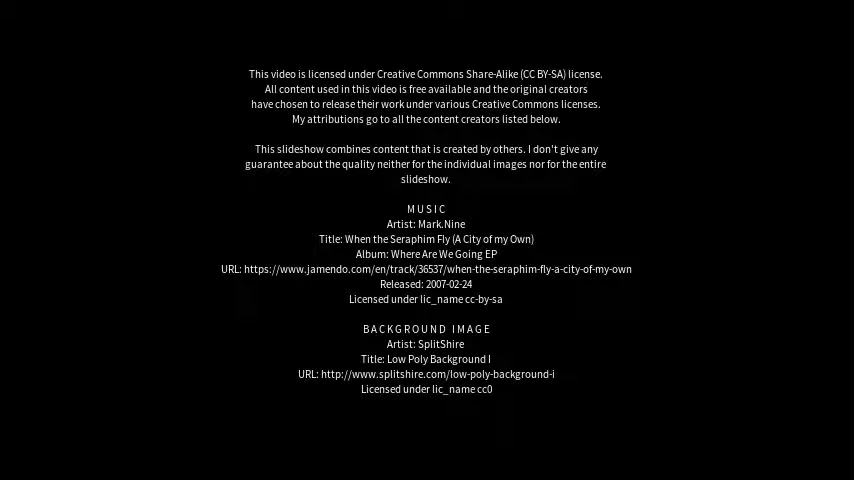 This video is licensed under Creative Commons Share-Alike (CC BY-SA) license.
All content used in this video is free available and the original creators
have chosen to release their work under various Creative Commons licenses.
My attributions go to all the content creators listed below.
This slideshow combines content that is created by others. I don't give any
guarantee about the quality neither for the individual images nor for the entire
slideshow.
MUSIC
Artist: Mark.Nine
Title: When the Seraphim Fly (A City of my Own)
Album: Where Are We Going EP
URL: https://www.jamendo.com/en/track/36537/when-the-seraphim-fly-a-city-of-my-own
Released: 2007-02-24
Licensed under lic_name cc-by-sa
BACKGROUND IMAGE
Artist: SplitShire
Title: Low Poly Background I
URL: http://www.splitshire.com/low-poly-background-i
Licensed under lic_name cc0